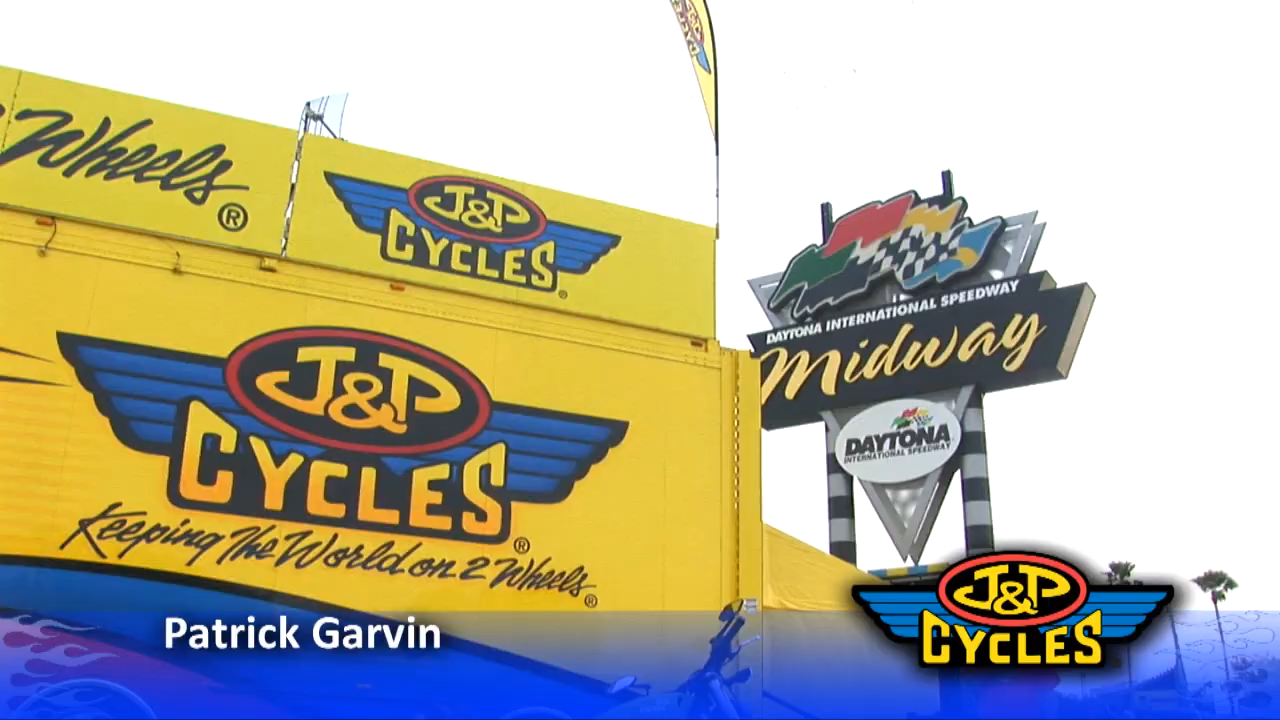 Wheels®
J&P
CYCLES®
J&P
CYCLES®
Keeping The World on 2 Wheels®
DAYTONA INTERNATIONAL SPEEDWAY
Midway
DAYTONA
INTERNATIONAL SPEEDWAY
Patrick Garvin
J&P
CYCLES